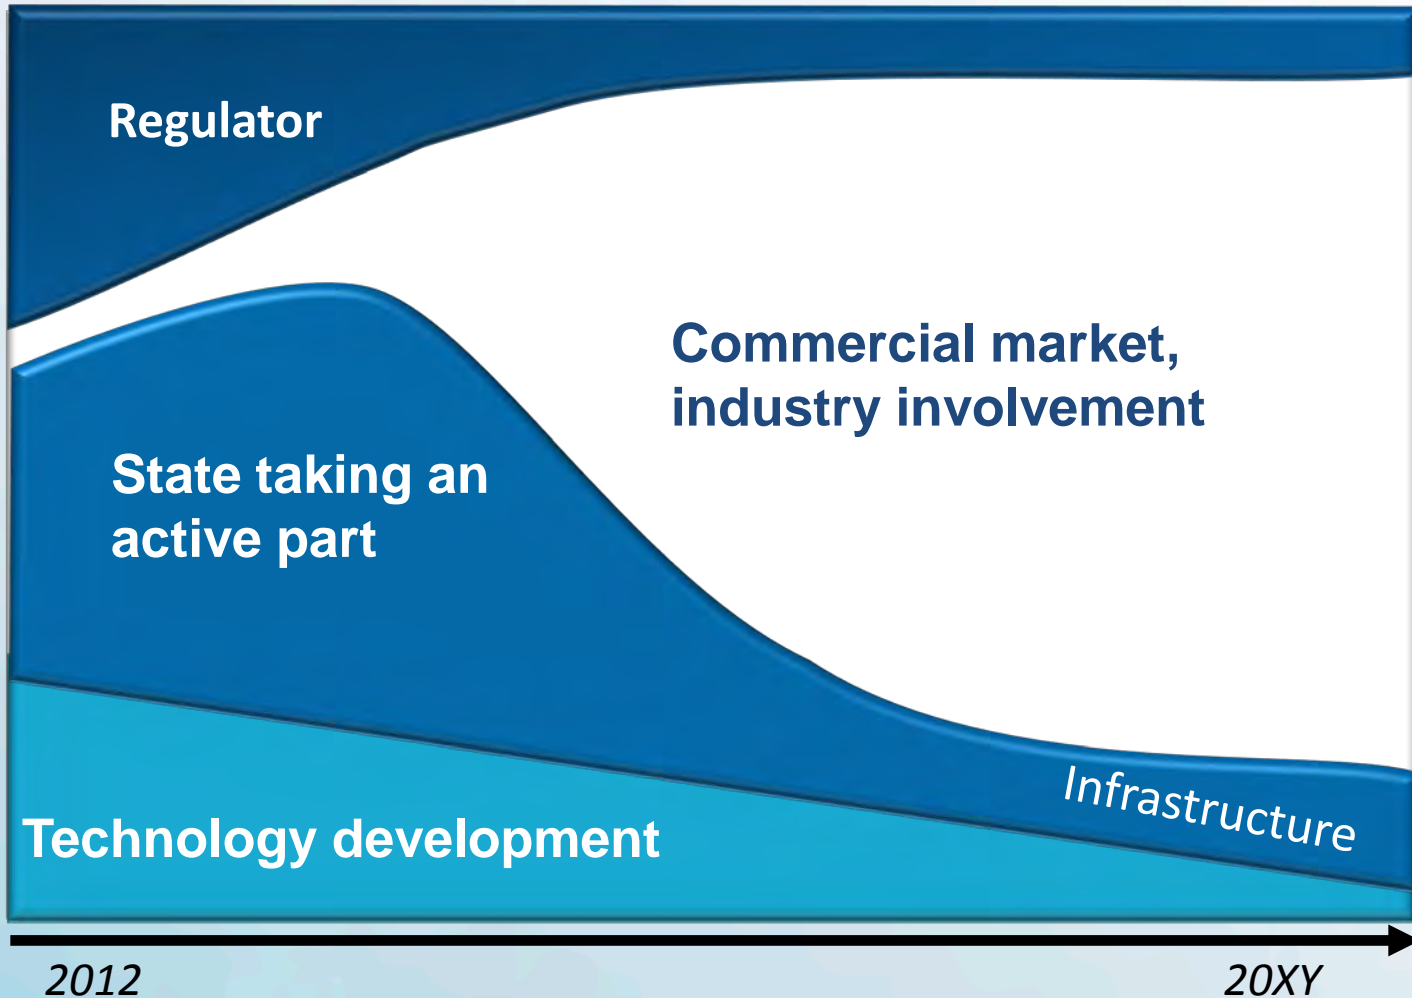 Regulator
Commercial market,
industry involvement
State taking an
active part
Infrastructure
Technology development
2012
20XY